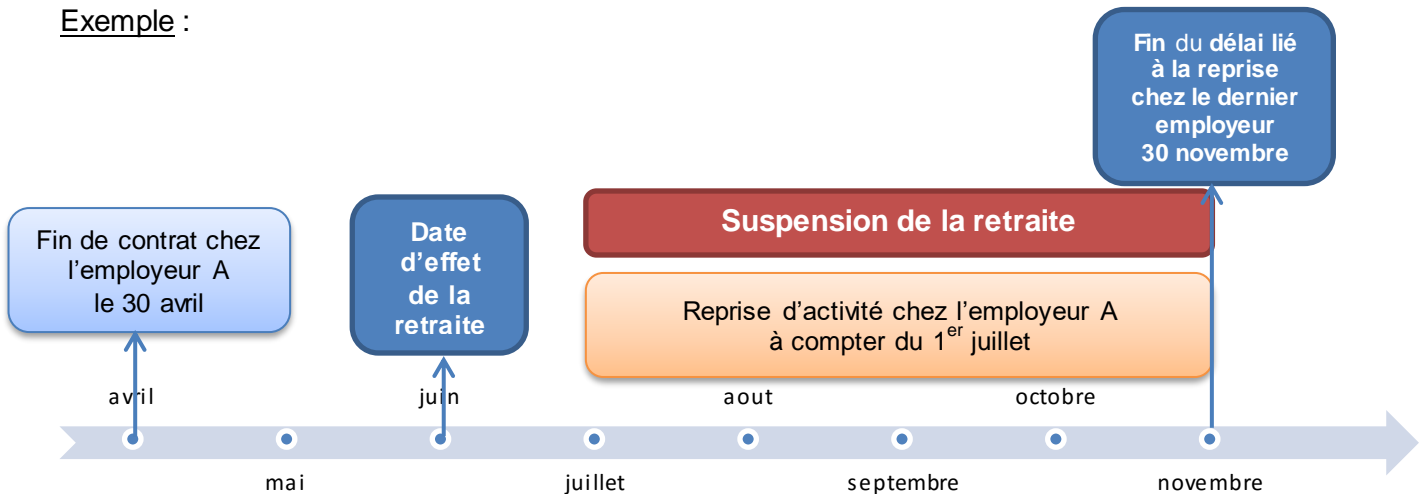 Exemple :
Fin du délai lié
à la reprise
chez le dernier
employeur
30 novembre
Fin de contrat chez
l’employeur A
le 30 avril
Date
d’effet
de la
retraite
Suspension de la retraite
Reprise d’activité chez l’employeur A
à compter du 1er juillet
avril
juin
aout
octobre
mai
juillet
septembre
novembre